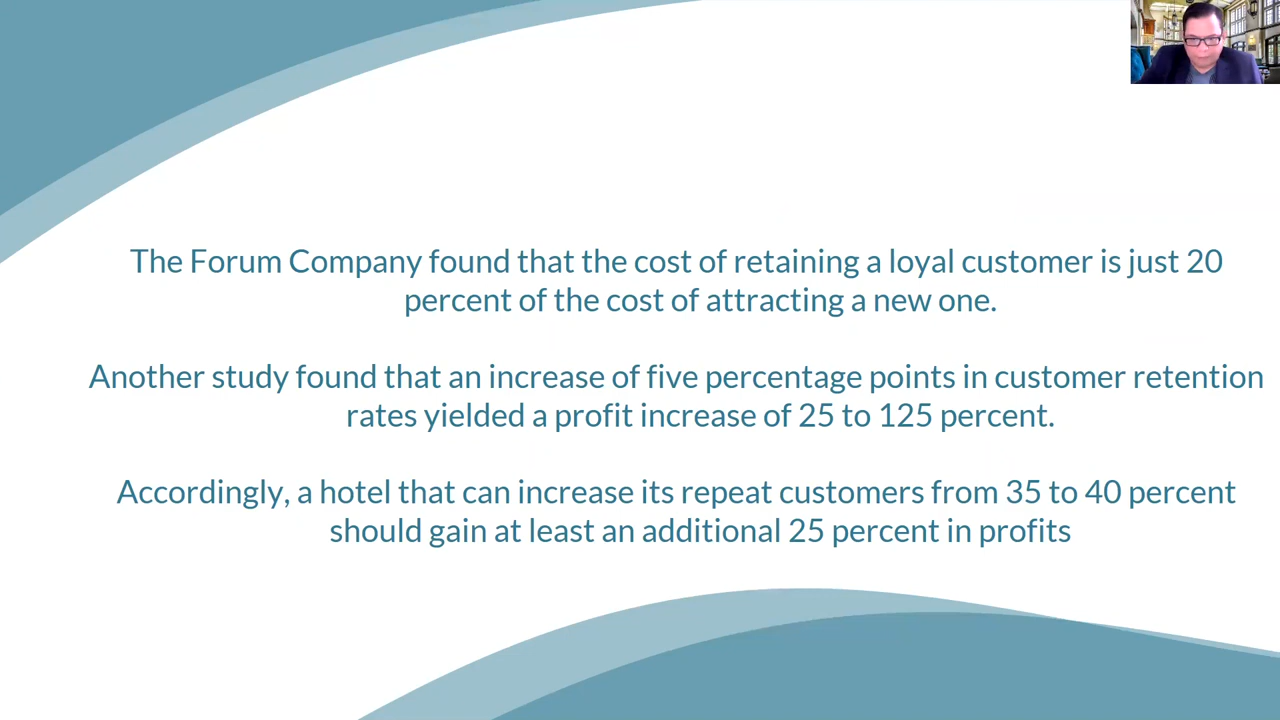 The Forum Company found that the cost of retaining a loyal customer is just 20
percent of the cost of attracting a new one.
Another study found that an increase of five percentage points in customer retention
rates yielded a profit increase of 25 to 125 percent.
Accordingly, a hotel that can increase its repeat customers from 35 to 40 percent
should gain at least an additional 25 percent in profits